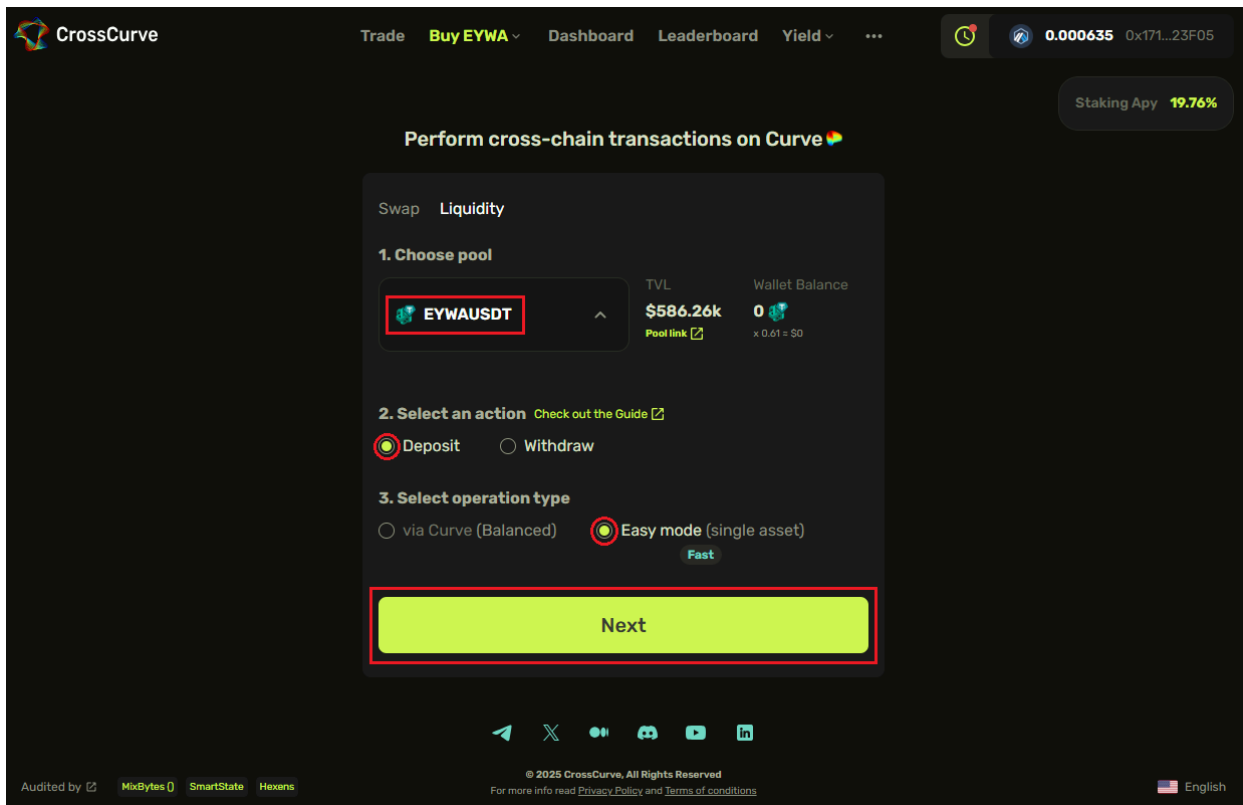 CrossCurve
Trade Buy EYWA Dashboard Leaderboard Yield ••• 0.000635 0x171...23F05
Staking Apy 19.76%
Perform cross-chain transactions on Curve
Swap Liquidity
1. Choose pool
EYWAUSDT
TVL Wallet Balance
$586.26k 0
Pool link x 0.61 = $0
2. Select an action Check out the Guide
Deposit Withdraw
3. Select operation type
via Curve (Balanced) Easy mode (single asset)
Fast
Next
© 2025 CrossCurve, All Rights Reserved
Audited by MixBytes() SmartState Hexens For more info read Privacy Policy and Terms of conditions English